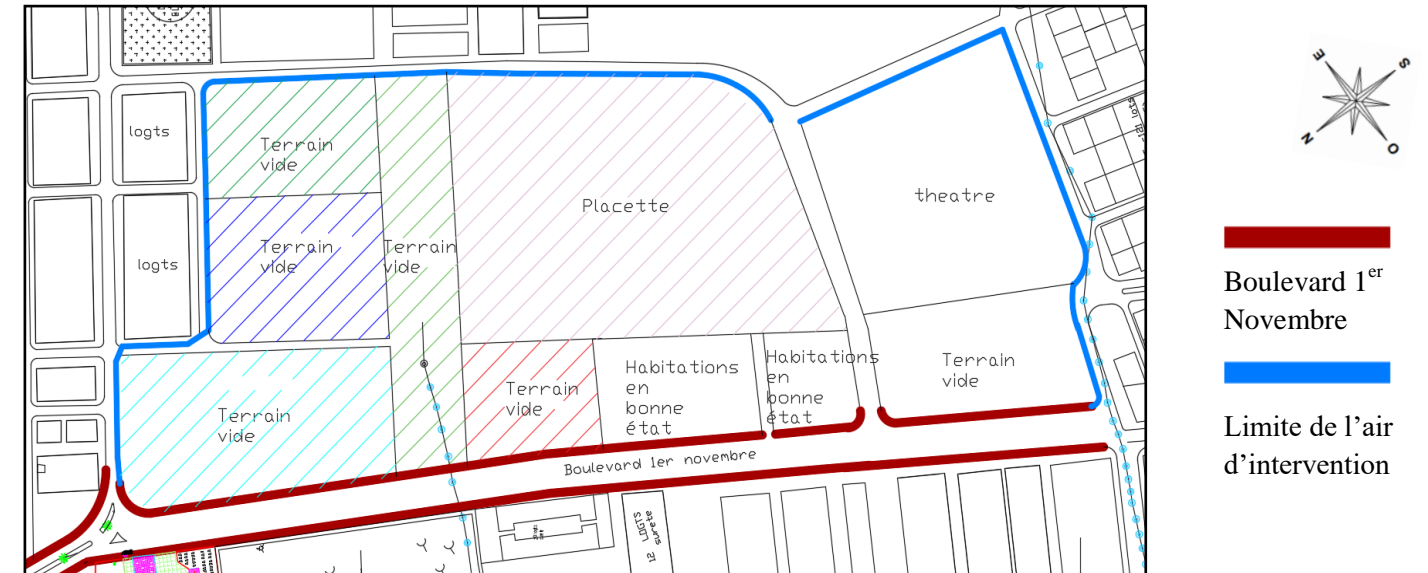 logts
logts
Terrain
vide
Terrain
vide
Terrain
vide
Terrain
vide
Placette
theatre
Terrain
vide
Habitations
en
bonne
état
Habitations
en
bonne
état
Terrain
vide
Boulevard 1er novembre
12 LOGTS
surete
E
S
N
O
Boulevard 1er
Novembre
Limite de l’air
d’intervention